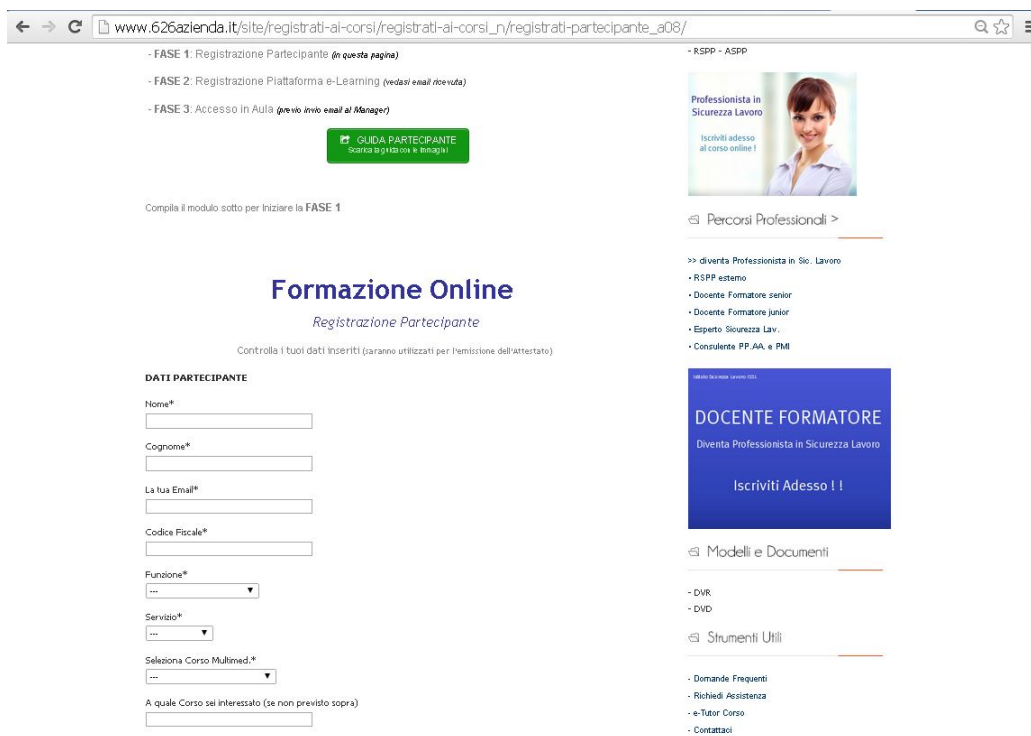 www.626azienda.it/site/registrati-ai-corsi/registrati-ai-corsi_n/registrati-partecipante_a08/
- FASE 1: Registrazione Partecipante (in questa pagina)
- FASE 2: Registrazione Piattaforma e-Learning (vedasi email ricevuta)
- FASE 3: Accesso in Aula (previo invio email al Manager)
GUIDA PARTECIPANTE
Scarica la guida con le immagini
Compila il modulo sotto per Iniziare la FASE 1
Formazione Online
Registrazione Partecipante
Controlla i tuoi dati inseriti (saranno utilizzati per l'emissione dell'Attestato)
DATI PARTECIPANTE
Nome*
Cognome*
La tua Email*
Codice Fiscale*
Funzione*
---
Servizio*
---
Seleziona Corso Multimed.*
---
A quale Corso sei interessato (se non previsto sopra)
- RSPP - ASPP
Professionista in
Sicurezza Lavoro
Iscriviti adesso
al corso online !
Percorsi Professionali >
>> diventa Professionista in Sic. Lavoro
• RSPP esterno
• Docente Formatore senior
• Docente Formatore junior
• Esperto Sicurezza Lav.
• Consulente PP.AA. e PMI
DOCENTE FORMATORE
Diventa Professionista in Sicurezza Lavoro
Iscriviti Adesso ! !
Modelli e Documenti
- DVR
- DVD
Strumenti Utili
- Domande Frequenti
- Richiedi Assistenza
- e-Tutor Corso
- Contattaci